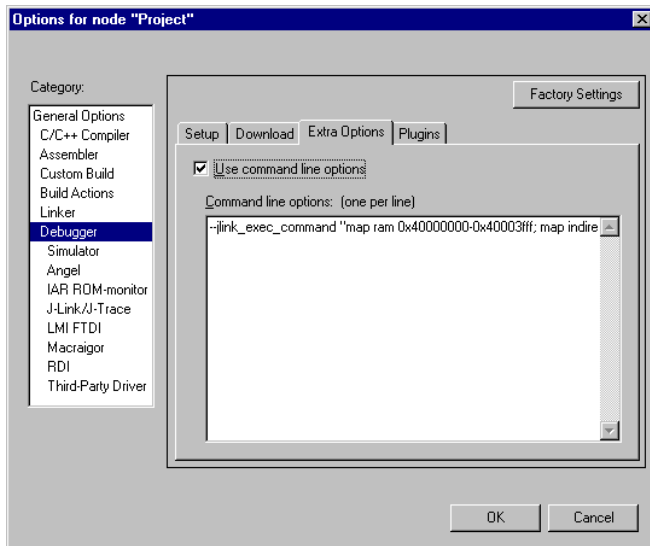 Options for node "Project"
Category:
Factory Settings
General Options
C/C++ Compiler
Assembler
Custom Build
Build Actions
Linker
Debugger
Simulator
Angel
IAR ROM-monitor
J-Link/J-Trace
LMI FTDI
Macraigor
RDI
Third-Party Driver
Setup Download Extra Options Plugins
Use command line options
Command line options: (one per line)
--jlink_exec_command "map ram 0x40000000-0x40003fff; map indire
OK Cancel